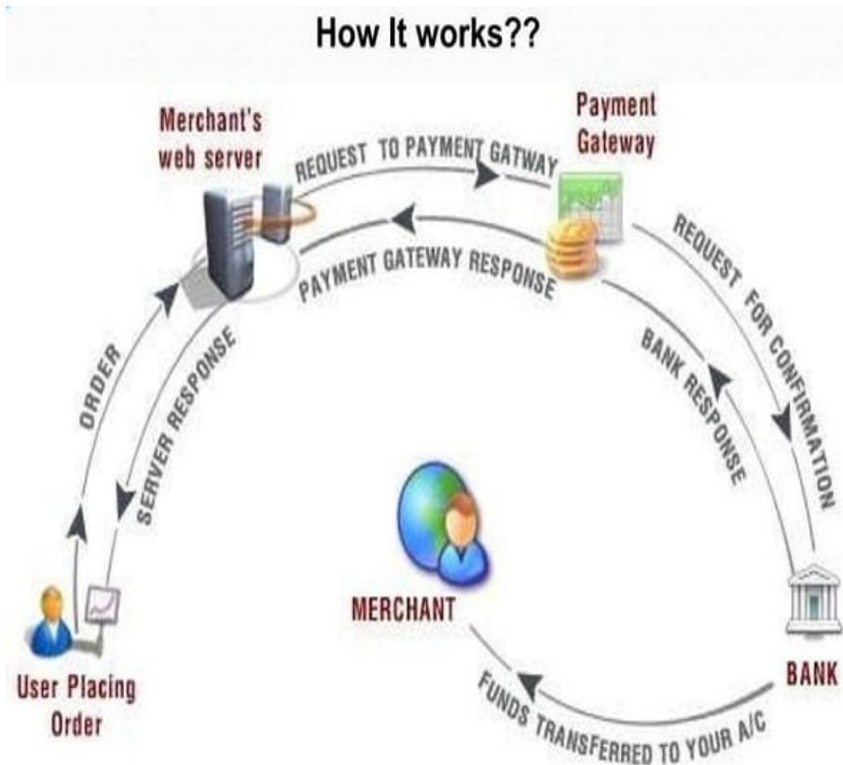 How It works??
Merchant's
web server
Payment
Gateway
REQUEST TO PAYMENT GATWAY
PAYMENT GATEWAY RESPONSE
REQUEST FOR CONFIRMATION
BANK RESPONSE
ORDER
SERVER RESPONSE
MERCHANT
User Placing
Order
BANK
FUNDS TRANSFERRED TO YOUR A/C